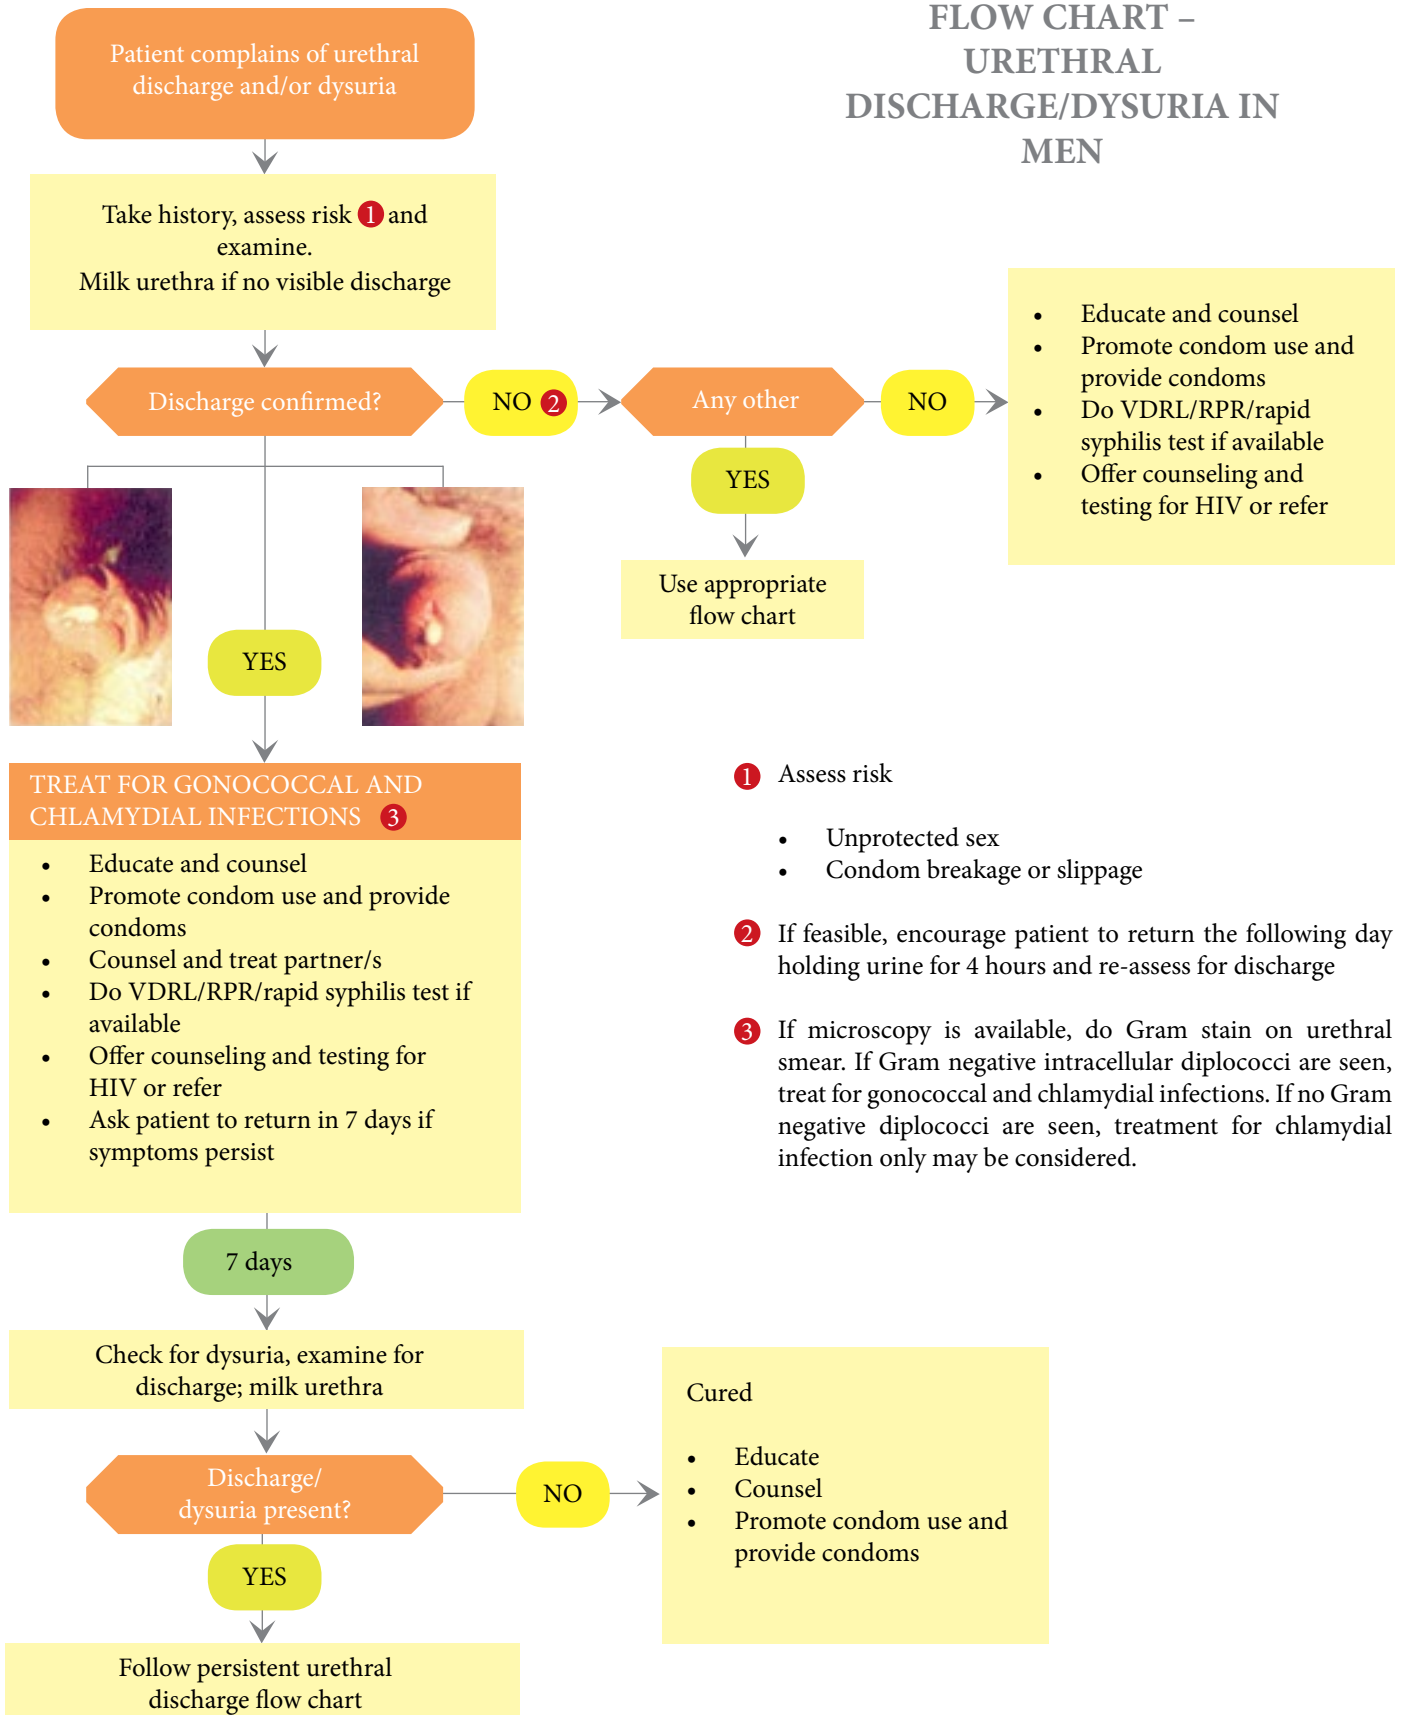 FLOW CHART –
URETHRAL
DISCHARGE/DYSURIA IN
MEN
Patient complains of urethral
discharge and/or dysuria
Take history, assess risk 1 and
examine.
Milk urethra if no visible discharge
Discharge confirmed?
NO 2
Any other
NO
• Educate and counsel
• Promote condom use and
provide condoms
• Do VDRL/RPR/rapid
syphilis test if available
• Offer counseling and
testing for HIV or refer
YES
Use appropriate
flow chart
YES
TREAT FOR GONOCOCCAL AND
CHLAMYDIAL INFECTIONS 3
• Educate and counsel
• Promote condom use and provide
condoms
• Counsel and treat partner/s
• Do VDRL/RPR/rapid syphilis test if
available
• Offer counseling and testing for
HIV or refer
• Ask patient to return in 7 days if
symptoms persist
1 Assess risk
• Unprotected sex
• Condom breakage or slippage
2 If feasible, encourage patient to return the following day
holding urine for 4 hours and re-assess for discharge
3 If microscopy is available, do Gram stain on urethral
smear. If Gram negative intracellular diplococci are seen,
treat for gonococcal and chlamydial infections. If no Gram
negative diplococci are seen, treatment for chlamydial
infection only may be considered.
7 days
Check for dysuria, examine for
discharge; milk urethra
Discharge/
dysuria present?
NO
Cured
• Educate
• Counsel
• Promote condom use and
provide condoms
YES
Follow persistent urethral
discharge flow chart